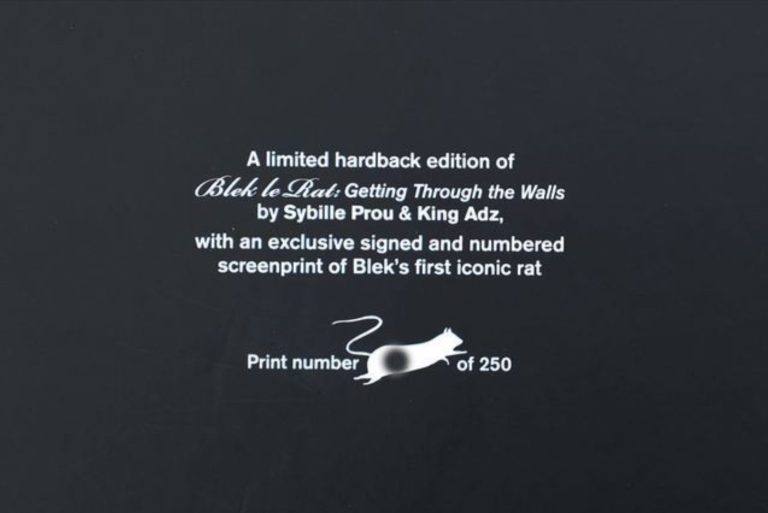 A limited hardback edition of
Blek le Rat: Getting Through the Walls
by Sybille Prou & King Adz,
with an exclusive signed and numbered
screenprint of Blek's first iconic rat
Print number of 250